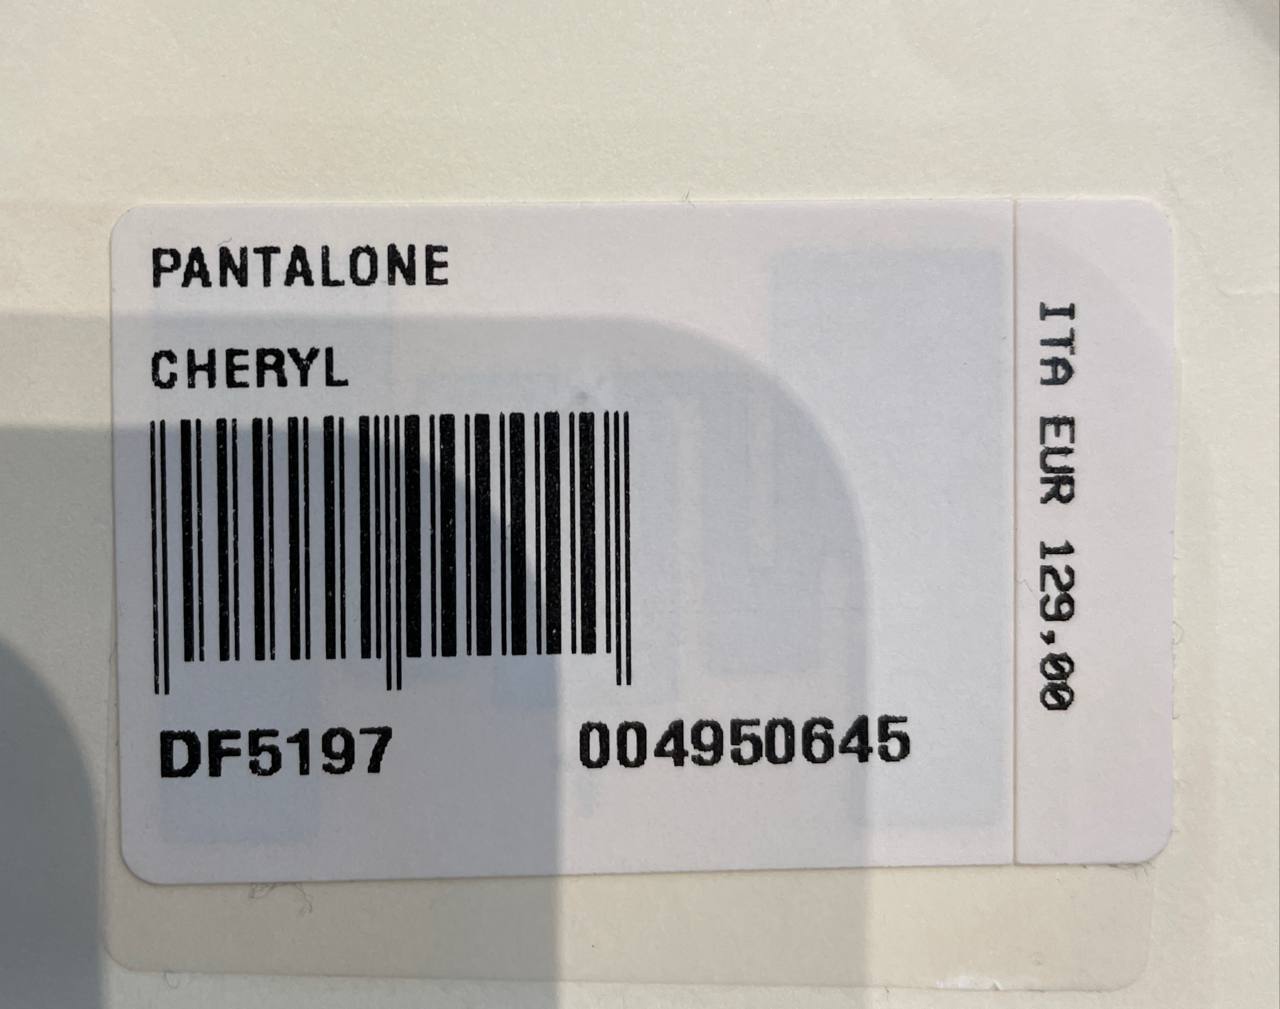 PANTALONE
CHERYL
DF5197 004950645
ITA EUR 129,00